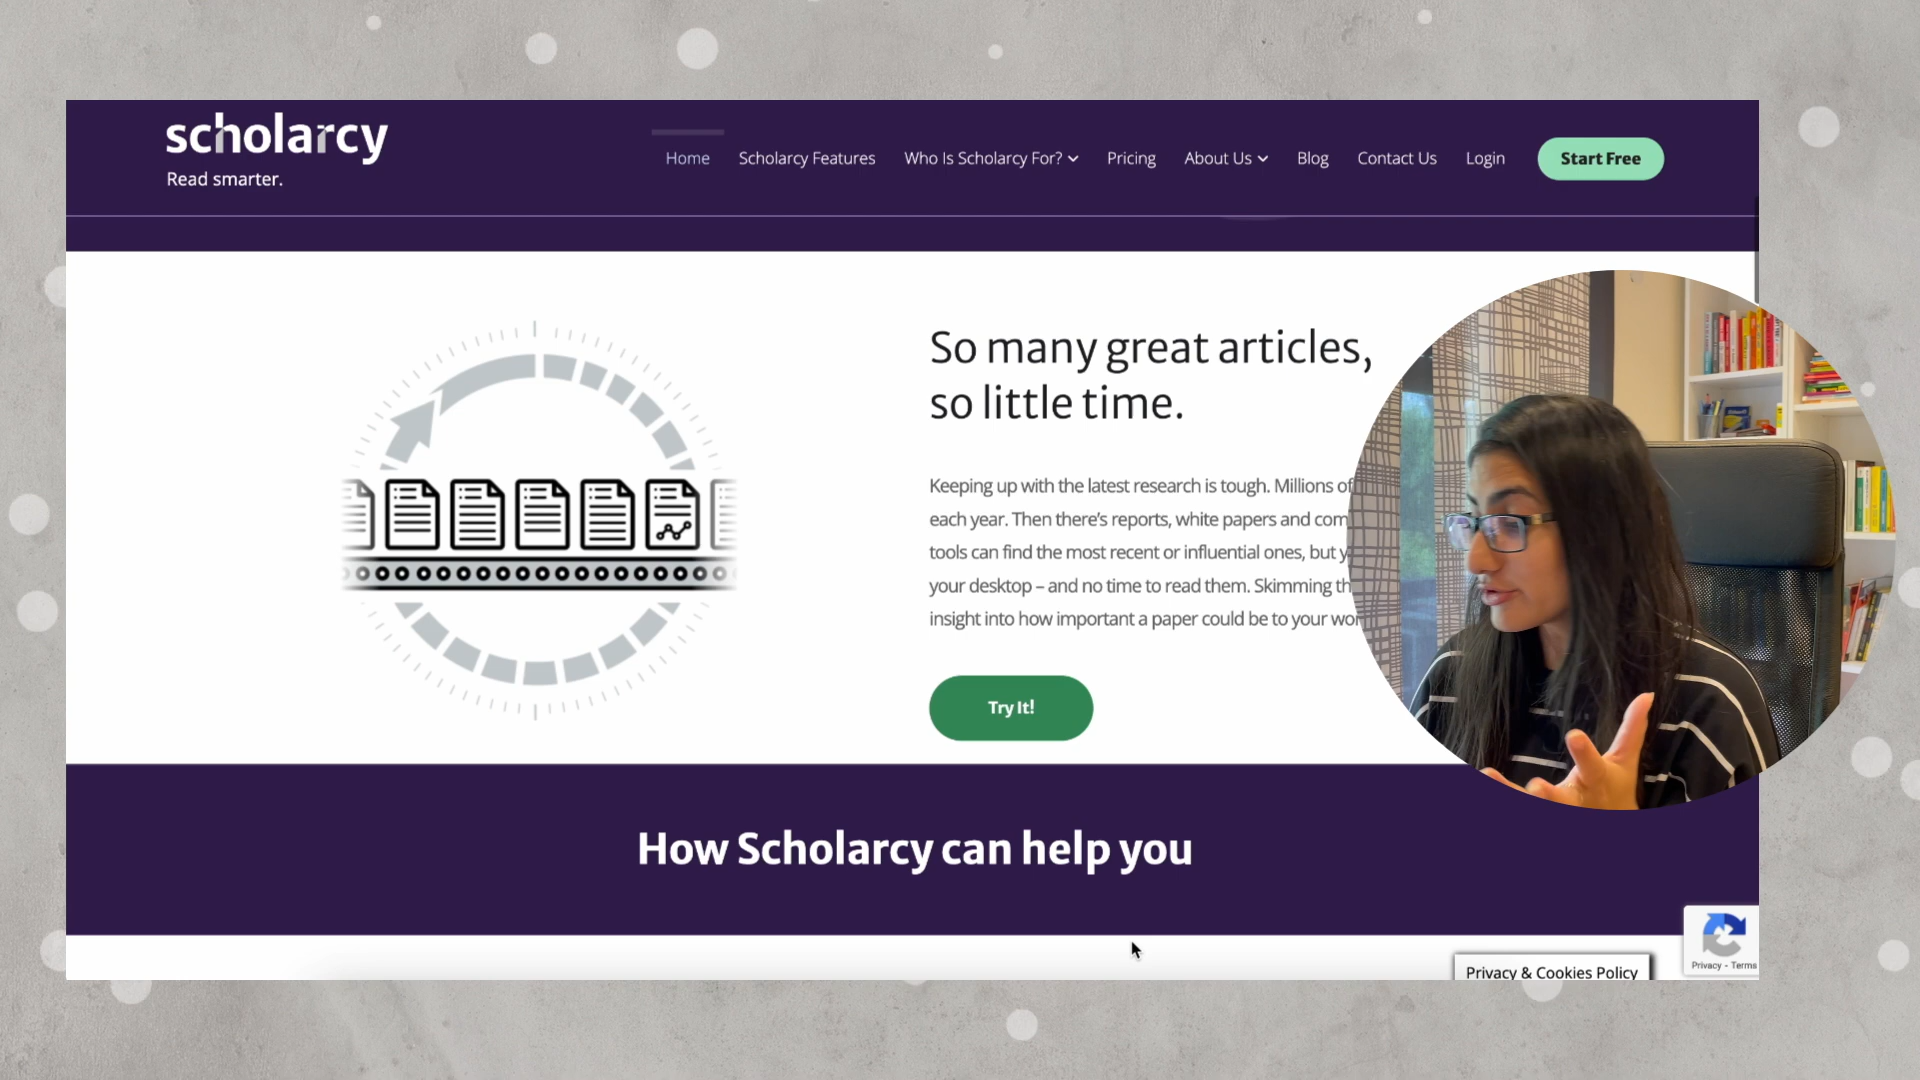 scholarcy
Read smarter.
Home
Scholarcy Features
Who Is Scholarcy For?
Pricing
About Us
Blog
Contact Us
Login
Start Free
So many great articles,
so little time.
Keeping up with the latest research is tough. Millions of
each year. Then there's reports, white papers and com
tools can find the most recent or influential ones, but y
your desktop – and no time to read them. Skimming th
insight into how important a paper could be to your wor
Try It!
How Scholarcy can help you
Privacy - Terms
Privacy & Cookies Policy